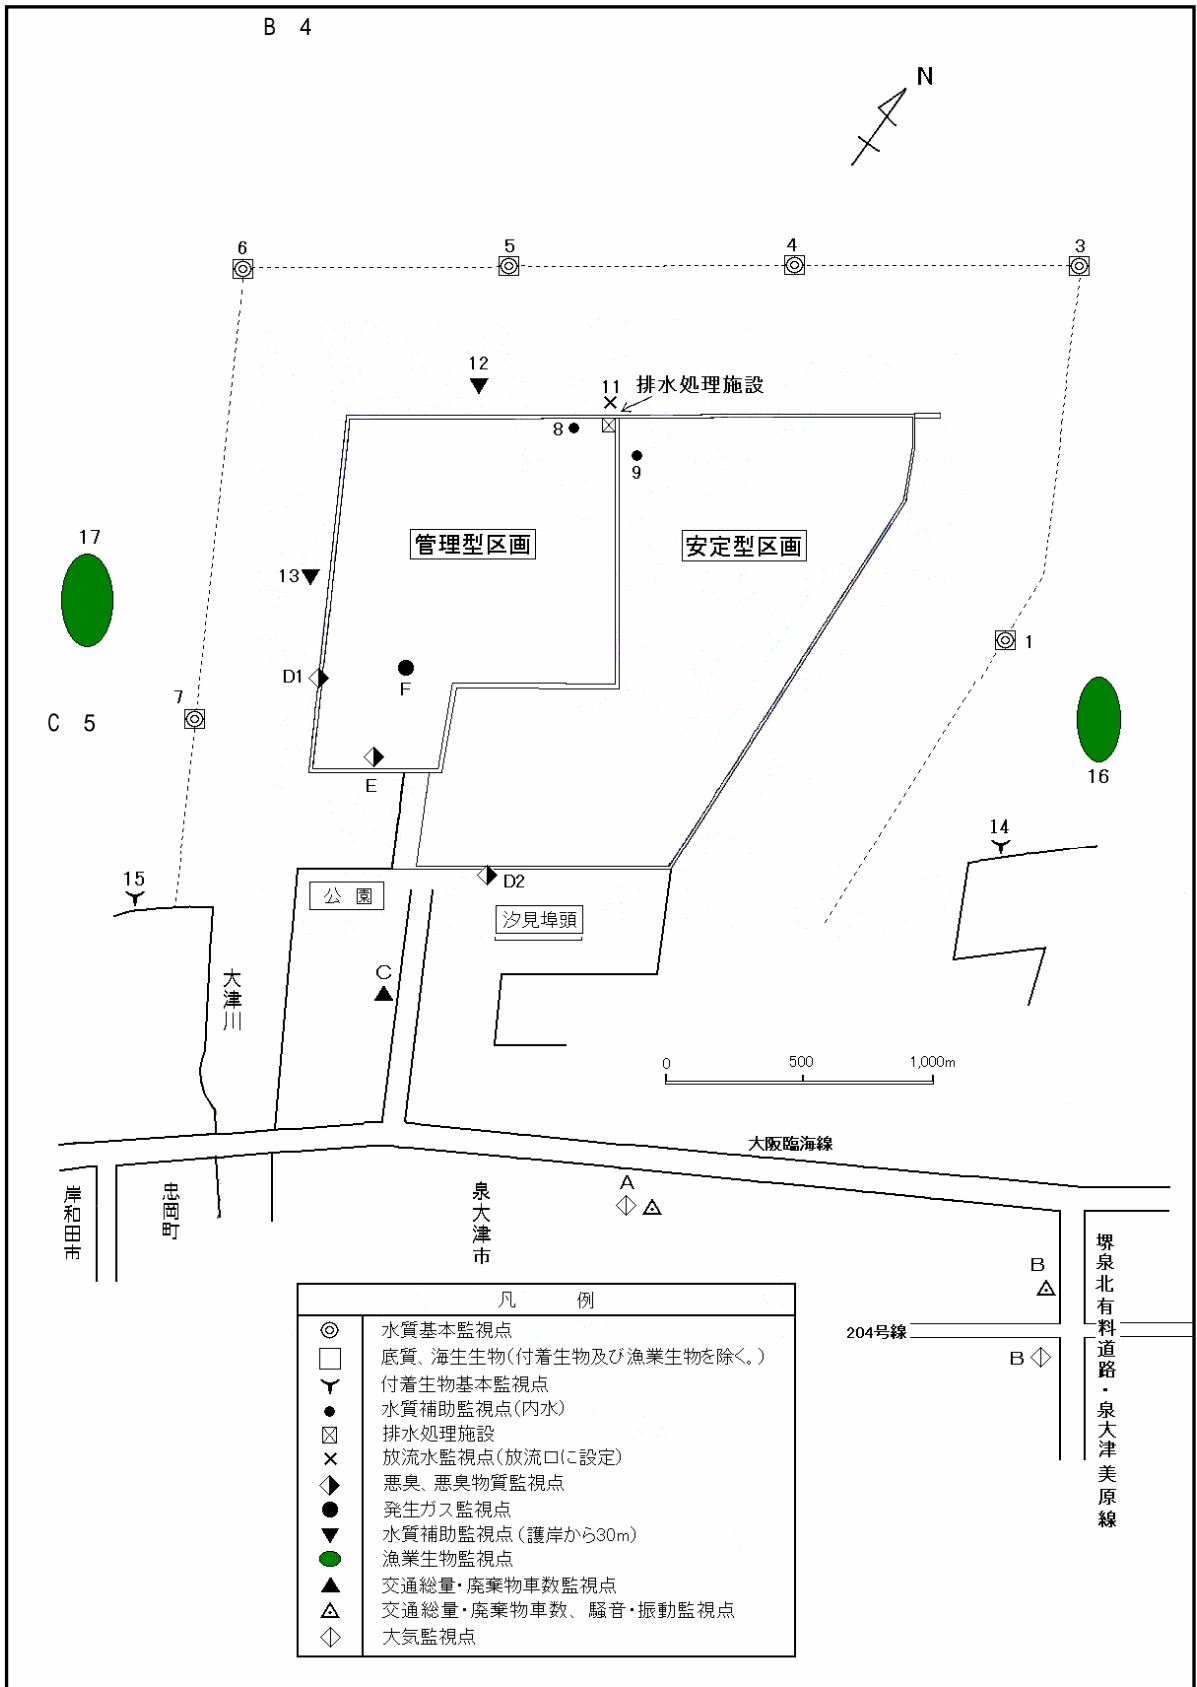 B 4
N
6
5
4
3
12
11
排水処理施設
8
9
17
管理型区画
安定型区画
13
1
D1
F
7
C 5
E
16
14
15
D2
公園
汐見埠頭
C
大津川
0 500 1,000m
大阪臨海線
A
岸和田市
忠岡町
泉大津市
B
堺泉北有料道路・泉大津美原線
204号線
B
凡例
水質基本監視点
底質、海生生物(付着生物及び漁業生物を除く。)
付着生物基本監視点
水質補助監視点(内水)
排水処理施設
放流水監視点(放流口に設定)
悪臭、悪臭物質監視点
発生ガス監視点
水質補助監視点(護岸から30m)
漁業生物監視点
交通総量・廃棄物車数監視点
交通総量・廃棄物車数、騒音・振動監視点
大気監視点